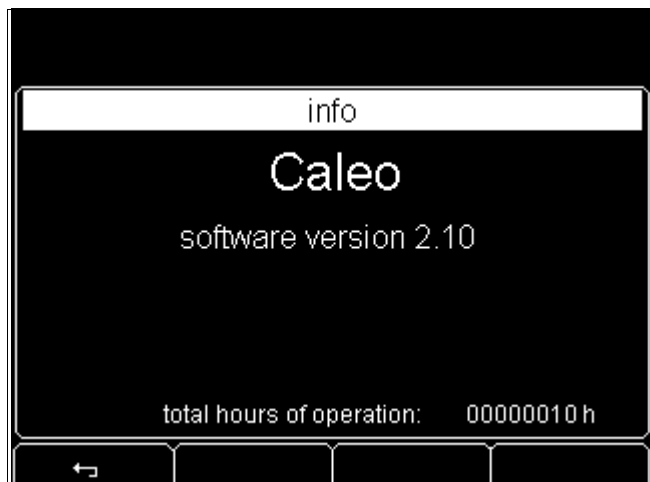 info
Caleo
software version 2.10
total hours of operation: 00000010 h